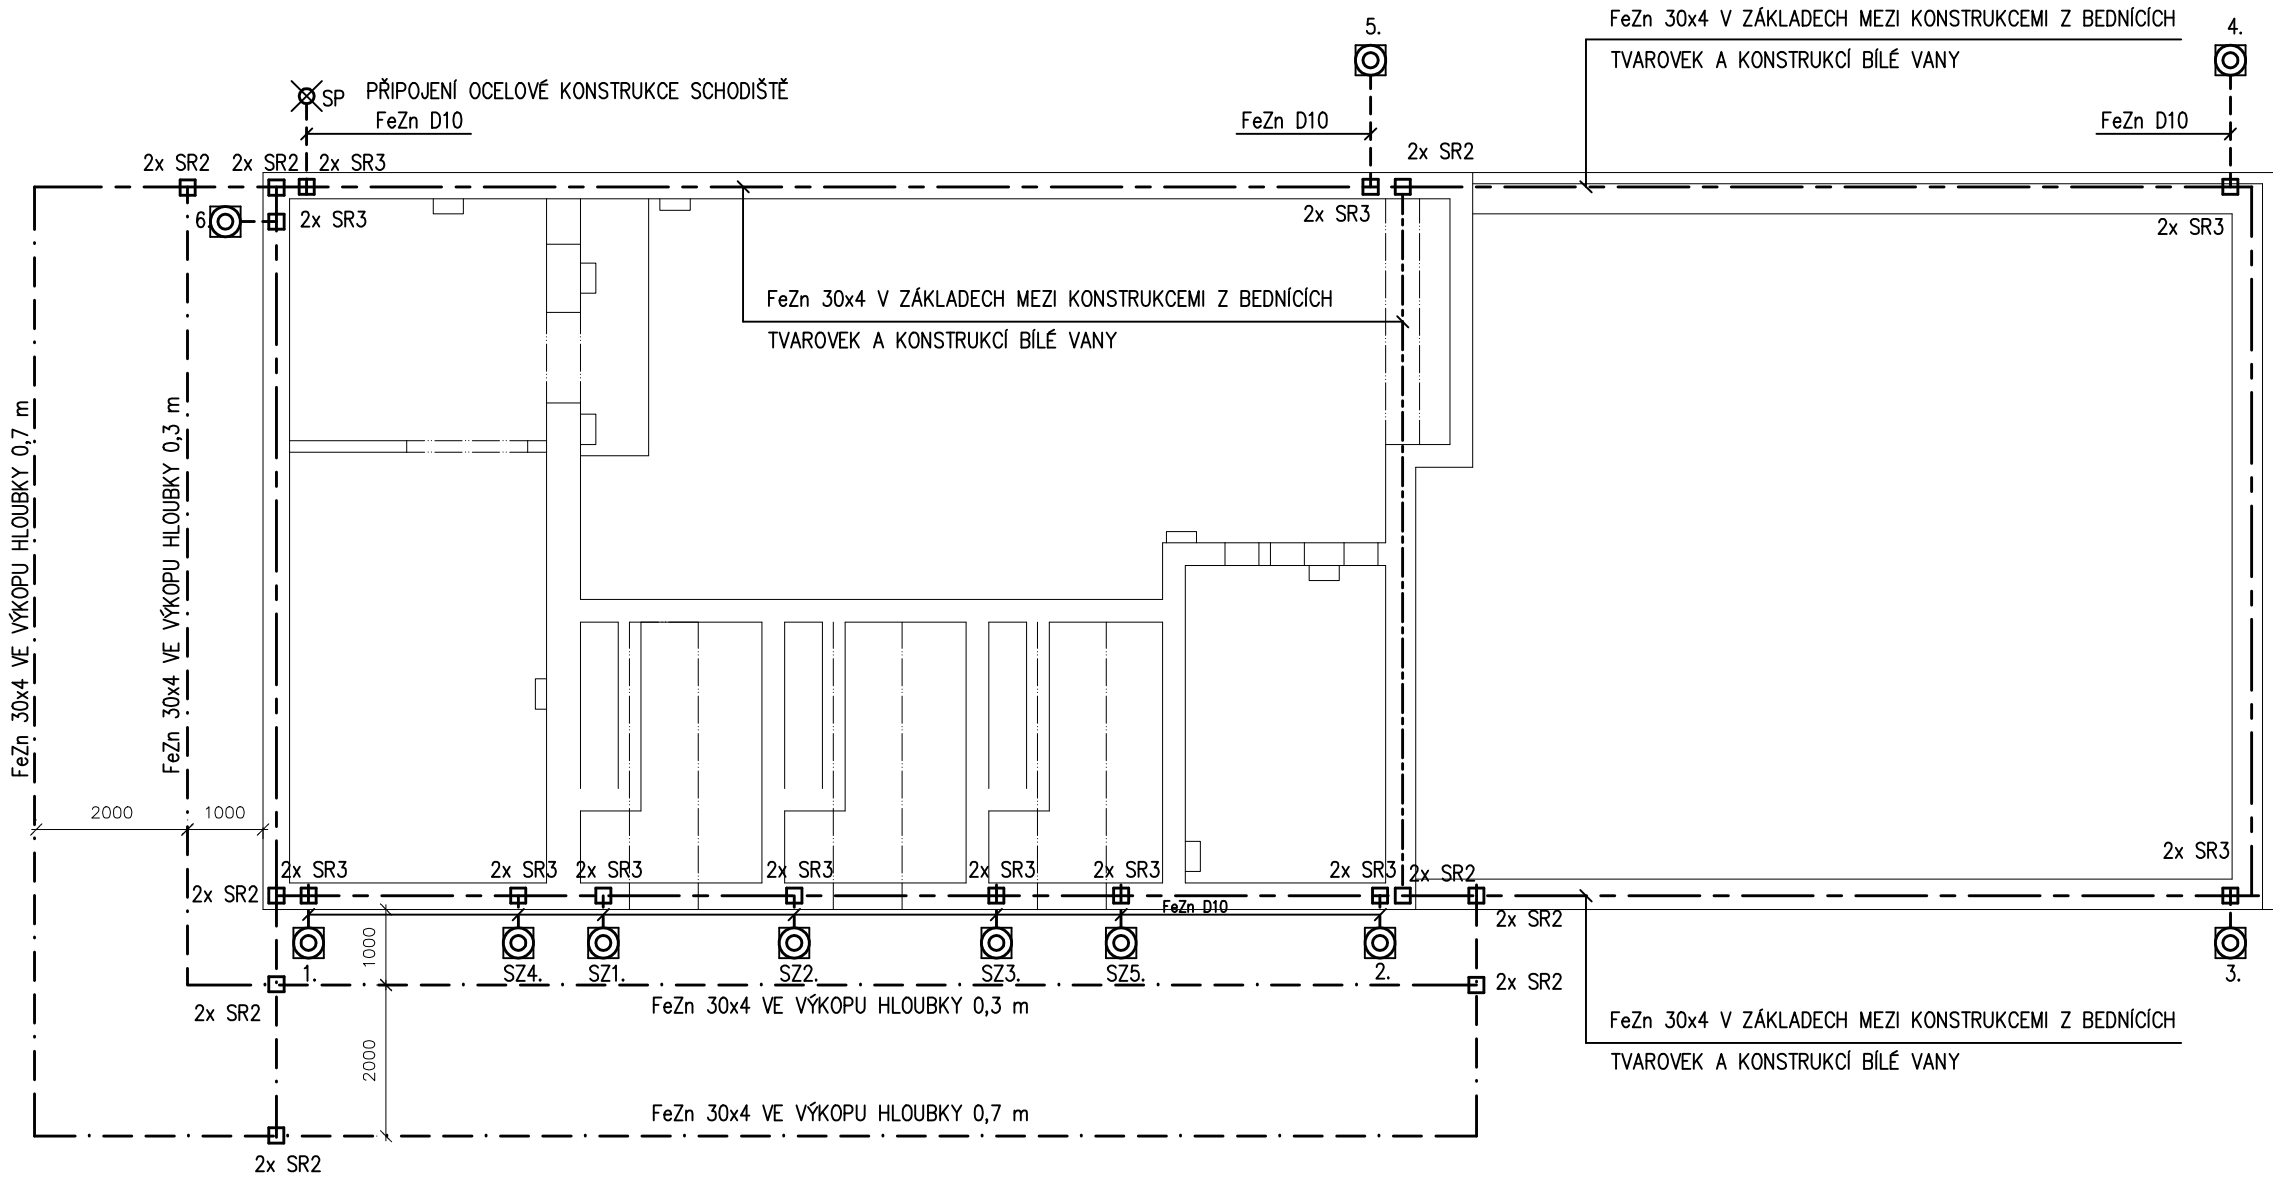 5.
FeZn 30x4 V ZÁKLADECH MEZI KONSTRUKCEMI Z BEDNÍCÍCH
4.
TVAROVEK A KONSTRUKCÍ BÍLÉ VANY
SP
PŘIPOJENÍ OCELOVÉ KONSTRUKCE SCHODIŠTĚ
FeZn D10
FeZn D10
FeZn D10
2x SR2
2x SR2
2x SR2
2x SR3
6.
2x SR3
2x SR3
2x SR3
FeZn 30x4 V ZÁKLADECH MEZI KONSTRUKCEMI Z BEDNÍCÍCH
TVAROVEK A KONSTRUKCÍ BÍLÉ VANY
FeZn 30x4 VE VÝKOPU HLOUBKY 0,7 m
FeZn 30x4 VE VÝKOPU HLOUBKY 0,3 m
2000
1000
2x SR3
2x SR3
2x SR3
2x SR3
2x SR3
2x SR3
2x SR3
2x SR2
2x SR3
2x SR2
FeZn D10
2x SR2
1000
1.
SZ4.
SZ1.
SZ2.
SZ3.
SZ5.
2.
3.
2x SR2
2x SR2
FeZn 30x4 VE VÝKOPU HLOUBKY 0,3 m
FeZn 30x4 V ZÁKLADECH MEZI KONSTRUKCEMI Z BEDNÍCÍCH
TVAROVEK A KONSTRUKCÍ BÍLÉ VANY
2000
FeZn 30x4 VE VÝKOPU HLOUBKY 0,7 m
2x SR2